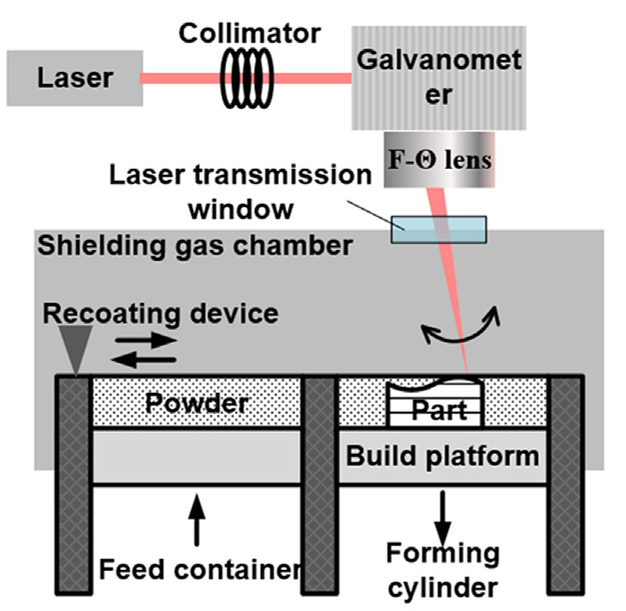 Collimator
Laser
Galvanomet
er
F-Θ lens
Laser transmission
window
Shielding gas chamber
Recoating device
Powder
Part
Build platform
Feed container
Forming
cylinder